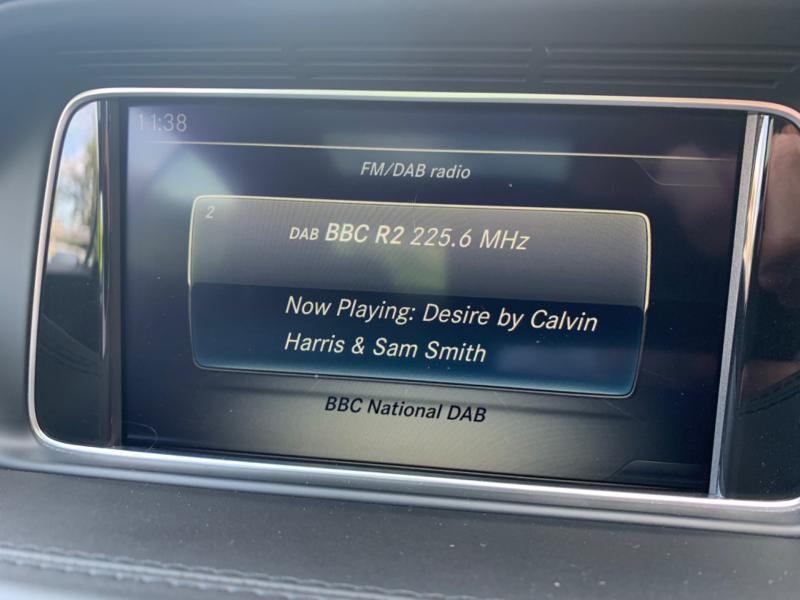 11:38
FM/DAB radio
2
DAB BBC R2 225.6 MHz
Now Playing: Desire by Calvin
Harris & Sam Smith
BBC National DAB